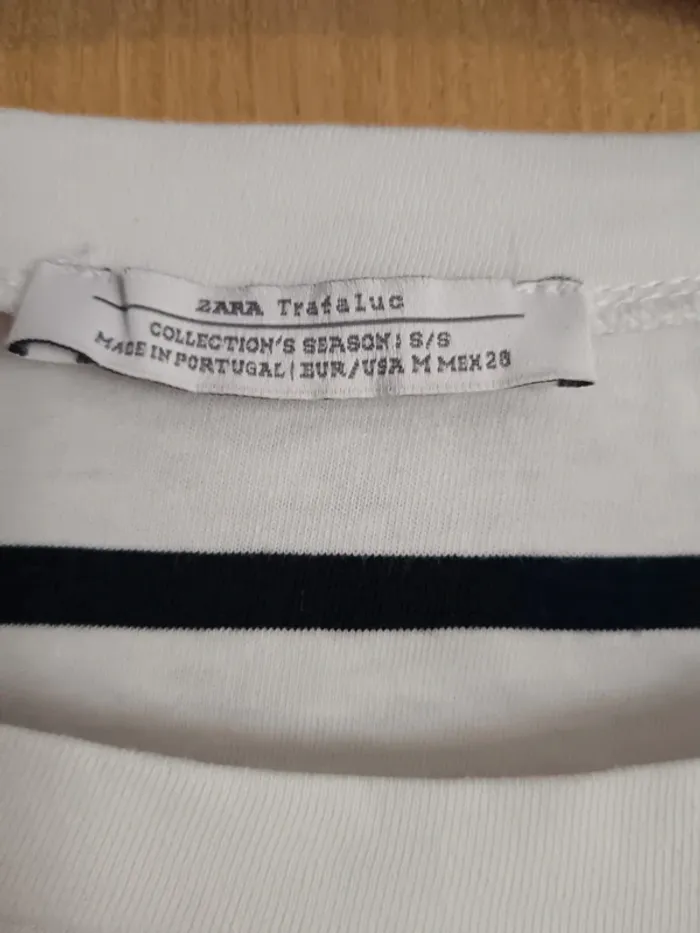 ZARA Trafaluc
COLLECTION'S SEASON: S/S
MADE IN PORTUGAL | EUR/USA M MEX 28